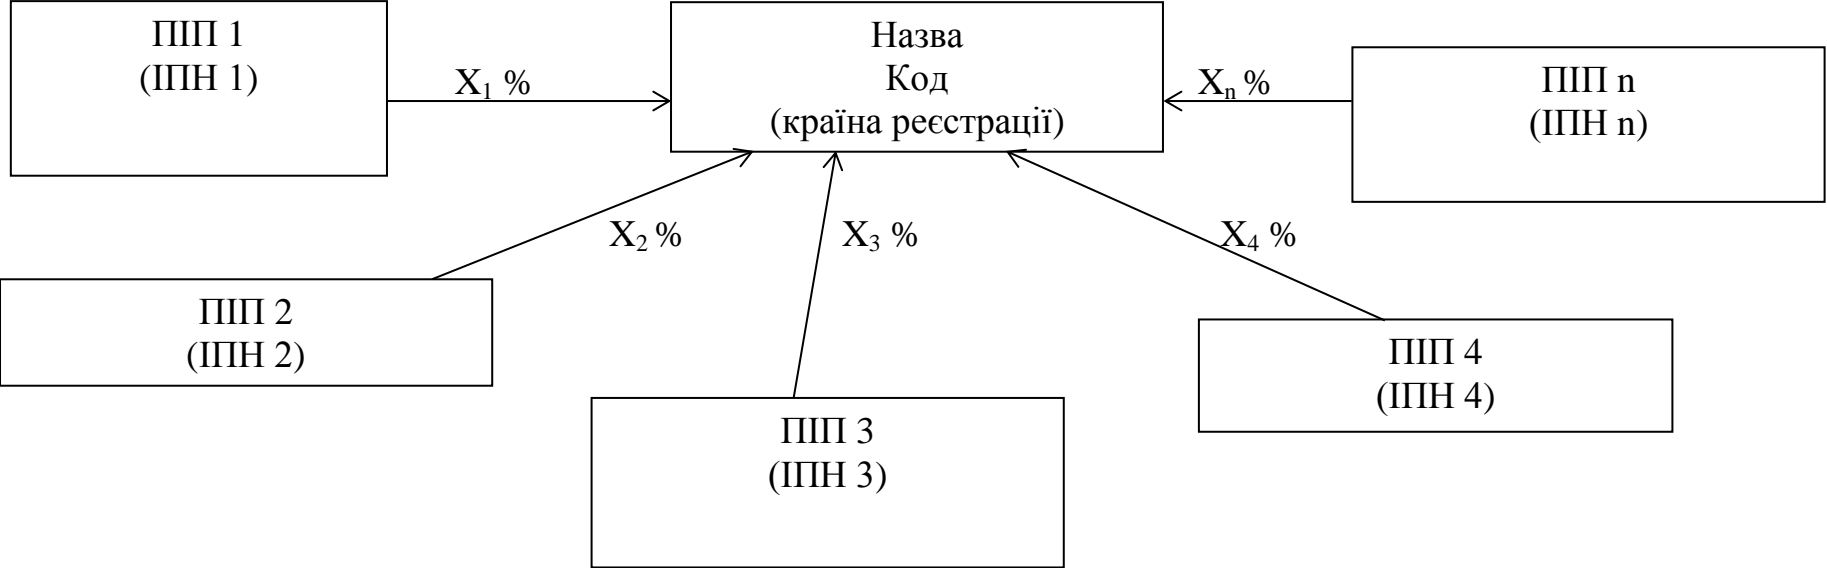 ПІП 1
(ІПН 1)
X₁ %
Назва
Код
(країна реєстрації)
Xₙ %
ПІП n
(ІПН n)
X₂ %
X₃ %
X₄ %
ПІП 2
(ІПН 2)
ПІП 3
(ІПН 3)
ПІП 4
(ІПН 4)